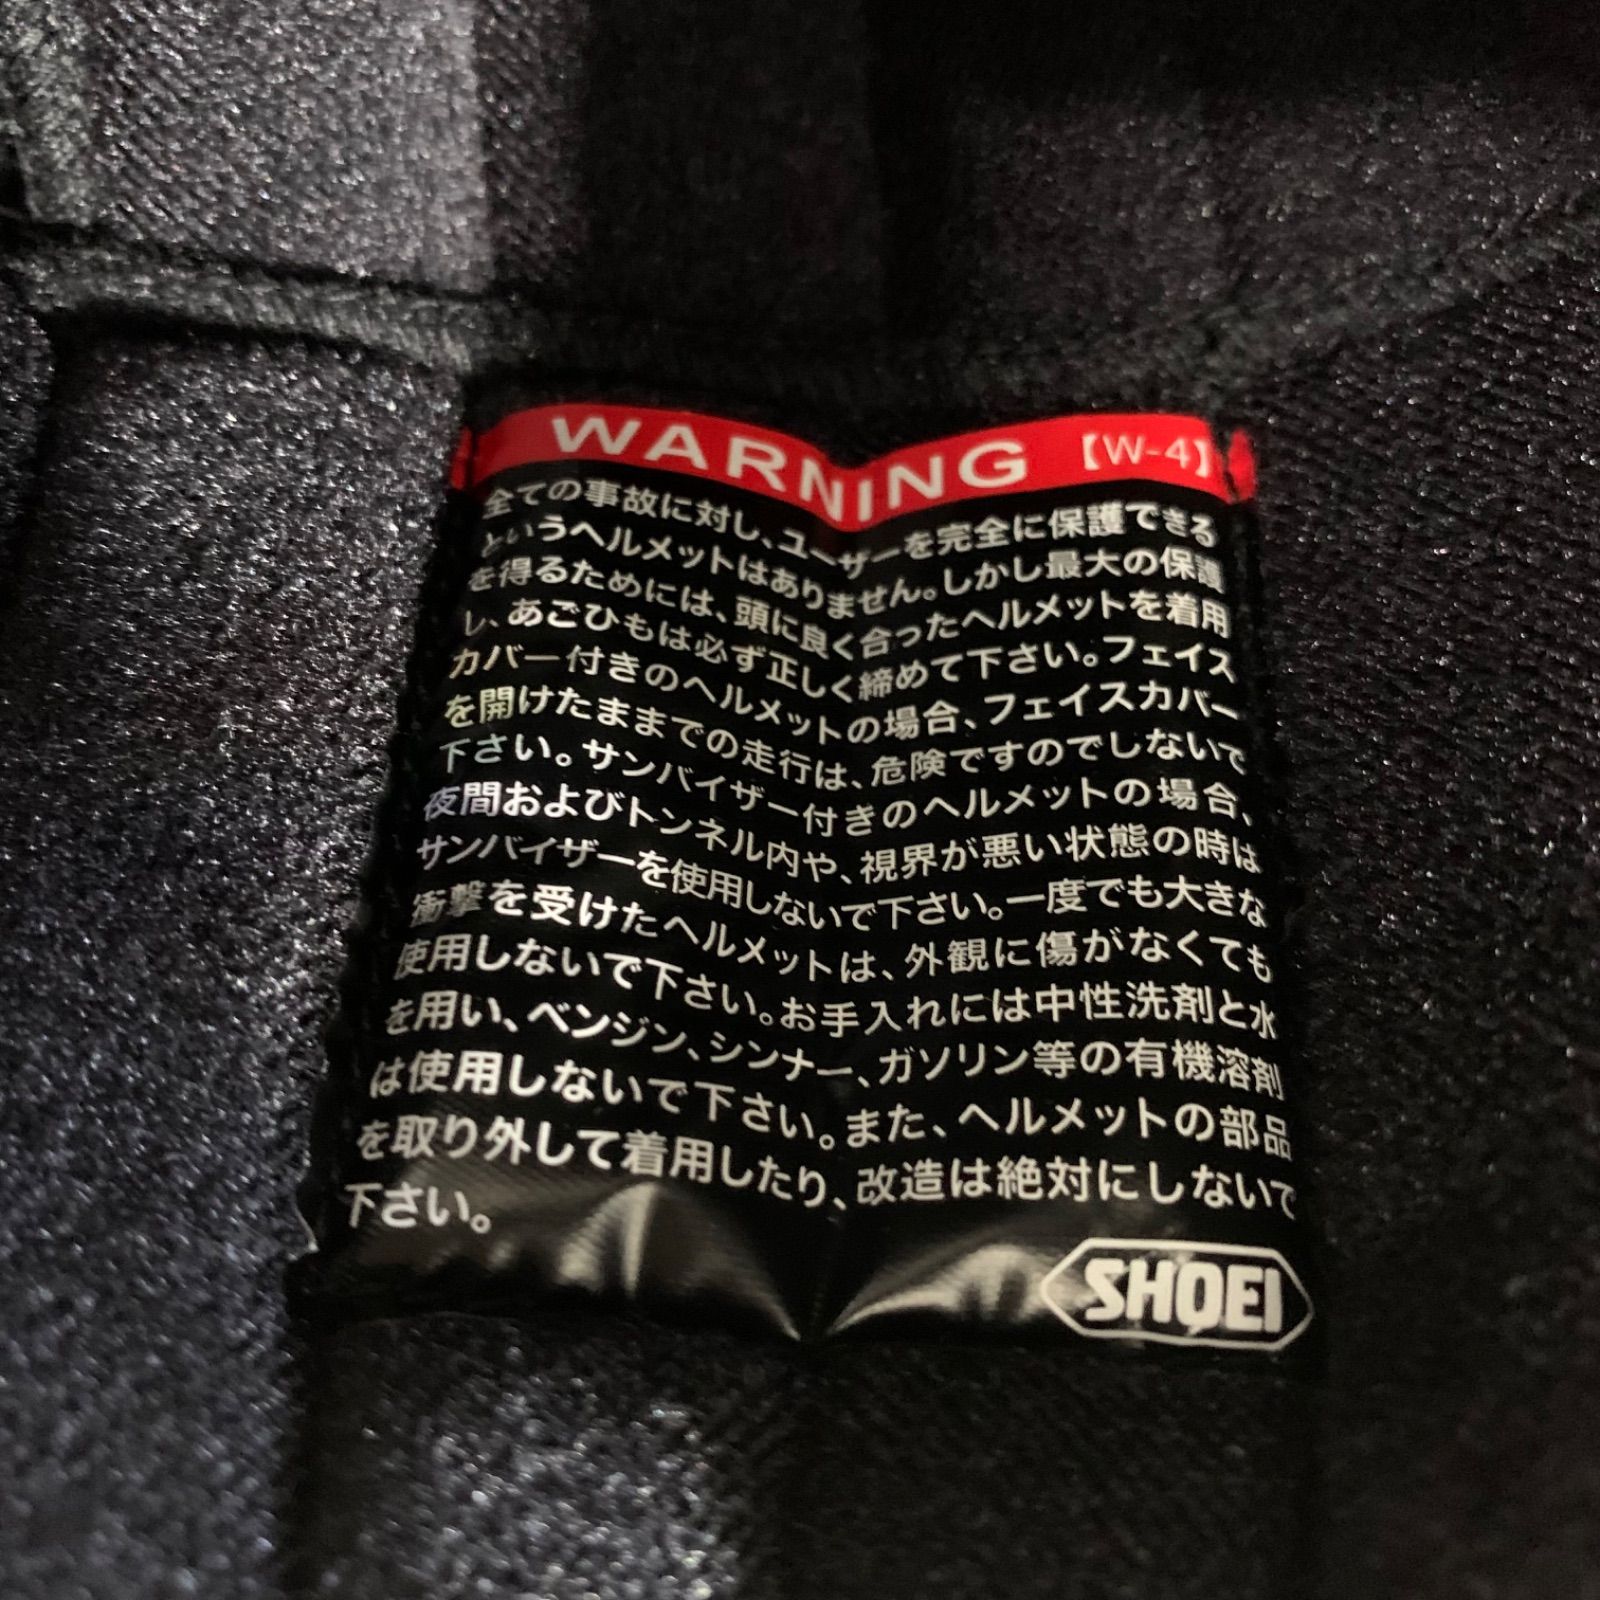 WARNING 【W-4】
全ての事故に対し、ユーザーを完全に保護できる
というヘルメットはありません。しかし最大の保護
を得るためには、頭に良く合ったヘルメットを着用
し、あごひもは必ず正しく締めて下さい。フェイス
カバー付きのヘルメットの場合、フェイスカバー
を開けたままでの走行は、危険ですのでしないで
下さい。サンバイザー付きのヘルメットの場合、
夜間およびトンネル内や、視界が悪い状態の時は
サンバイザーを使用しないで下さい。一度でも大きな
衝撃を受けたヘルメットは、外観に傷がなくても
使用しないで下さい。お手入れには中性洗剤と水
を用い、ベンジン、シンナー、ガソリン等の有機溶剤
は使用しないで下さい。また、ヘルメットの部品
を取り外して着用したり、改造は絶対にしないで
下さい。
SHOEI